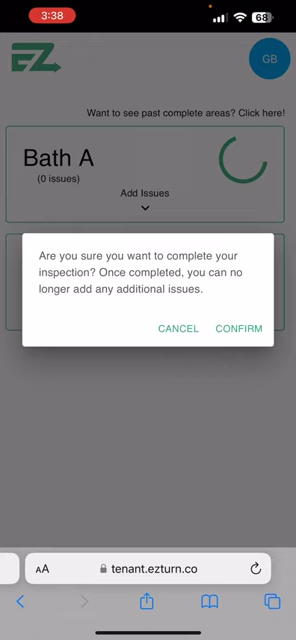 3:38
68
EZ
GB
Want to see past complete areas? Click here!
Bath A
(0 issues)
Add Issues
Are you sure you want to complete your
inspection? Once completed, you can no
longer add any additional issues.
CANCEL CONFIRM
AA tenant.ezturn.co